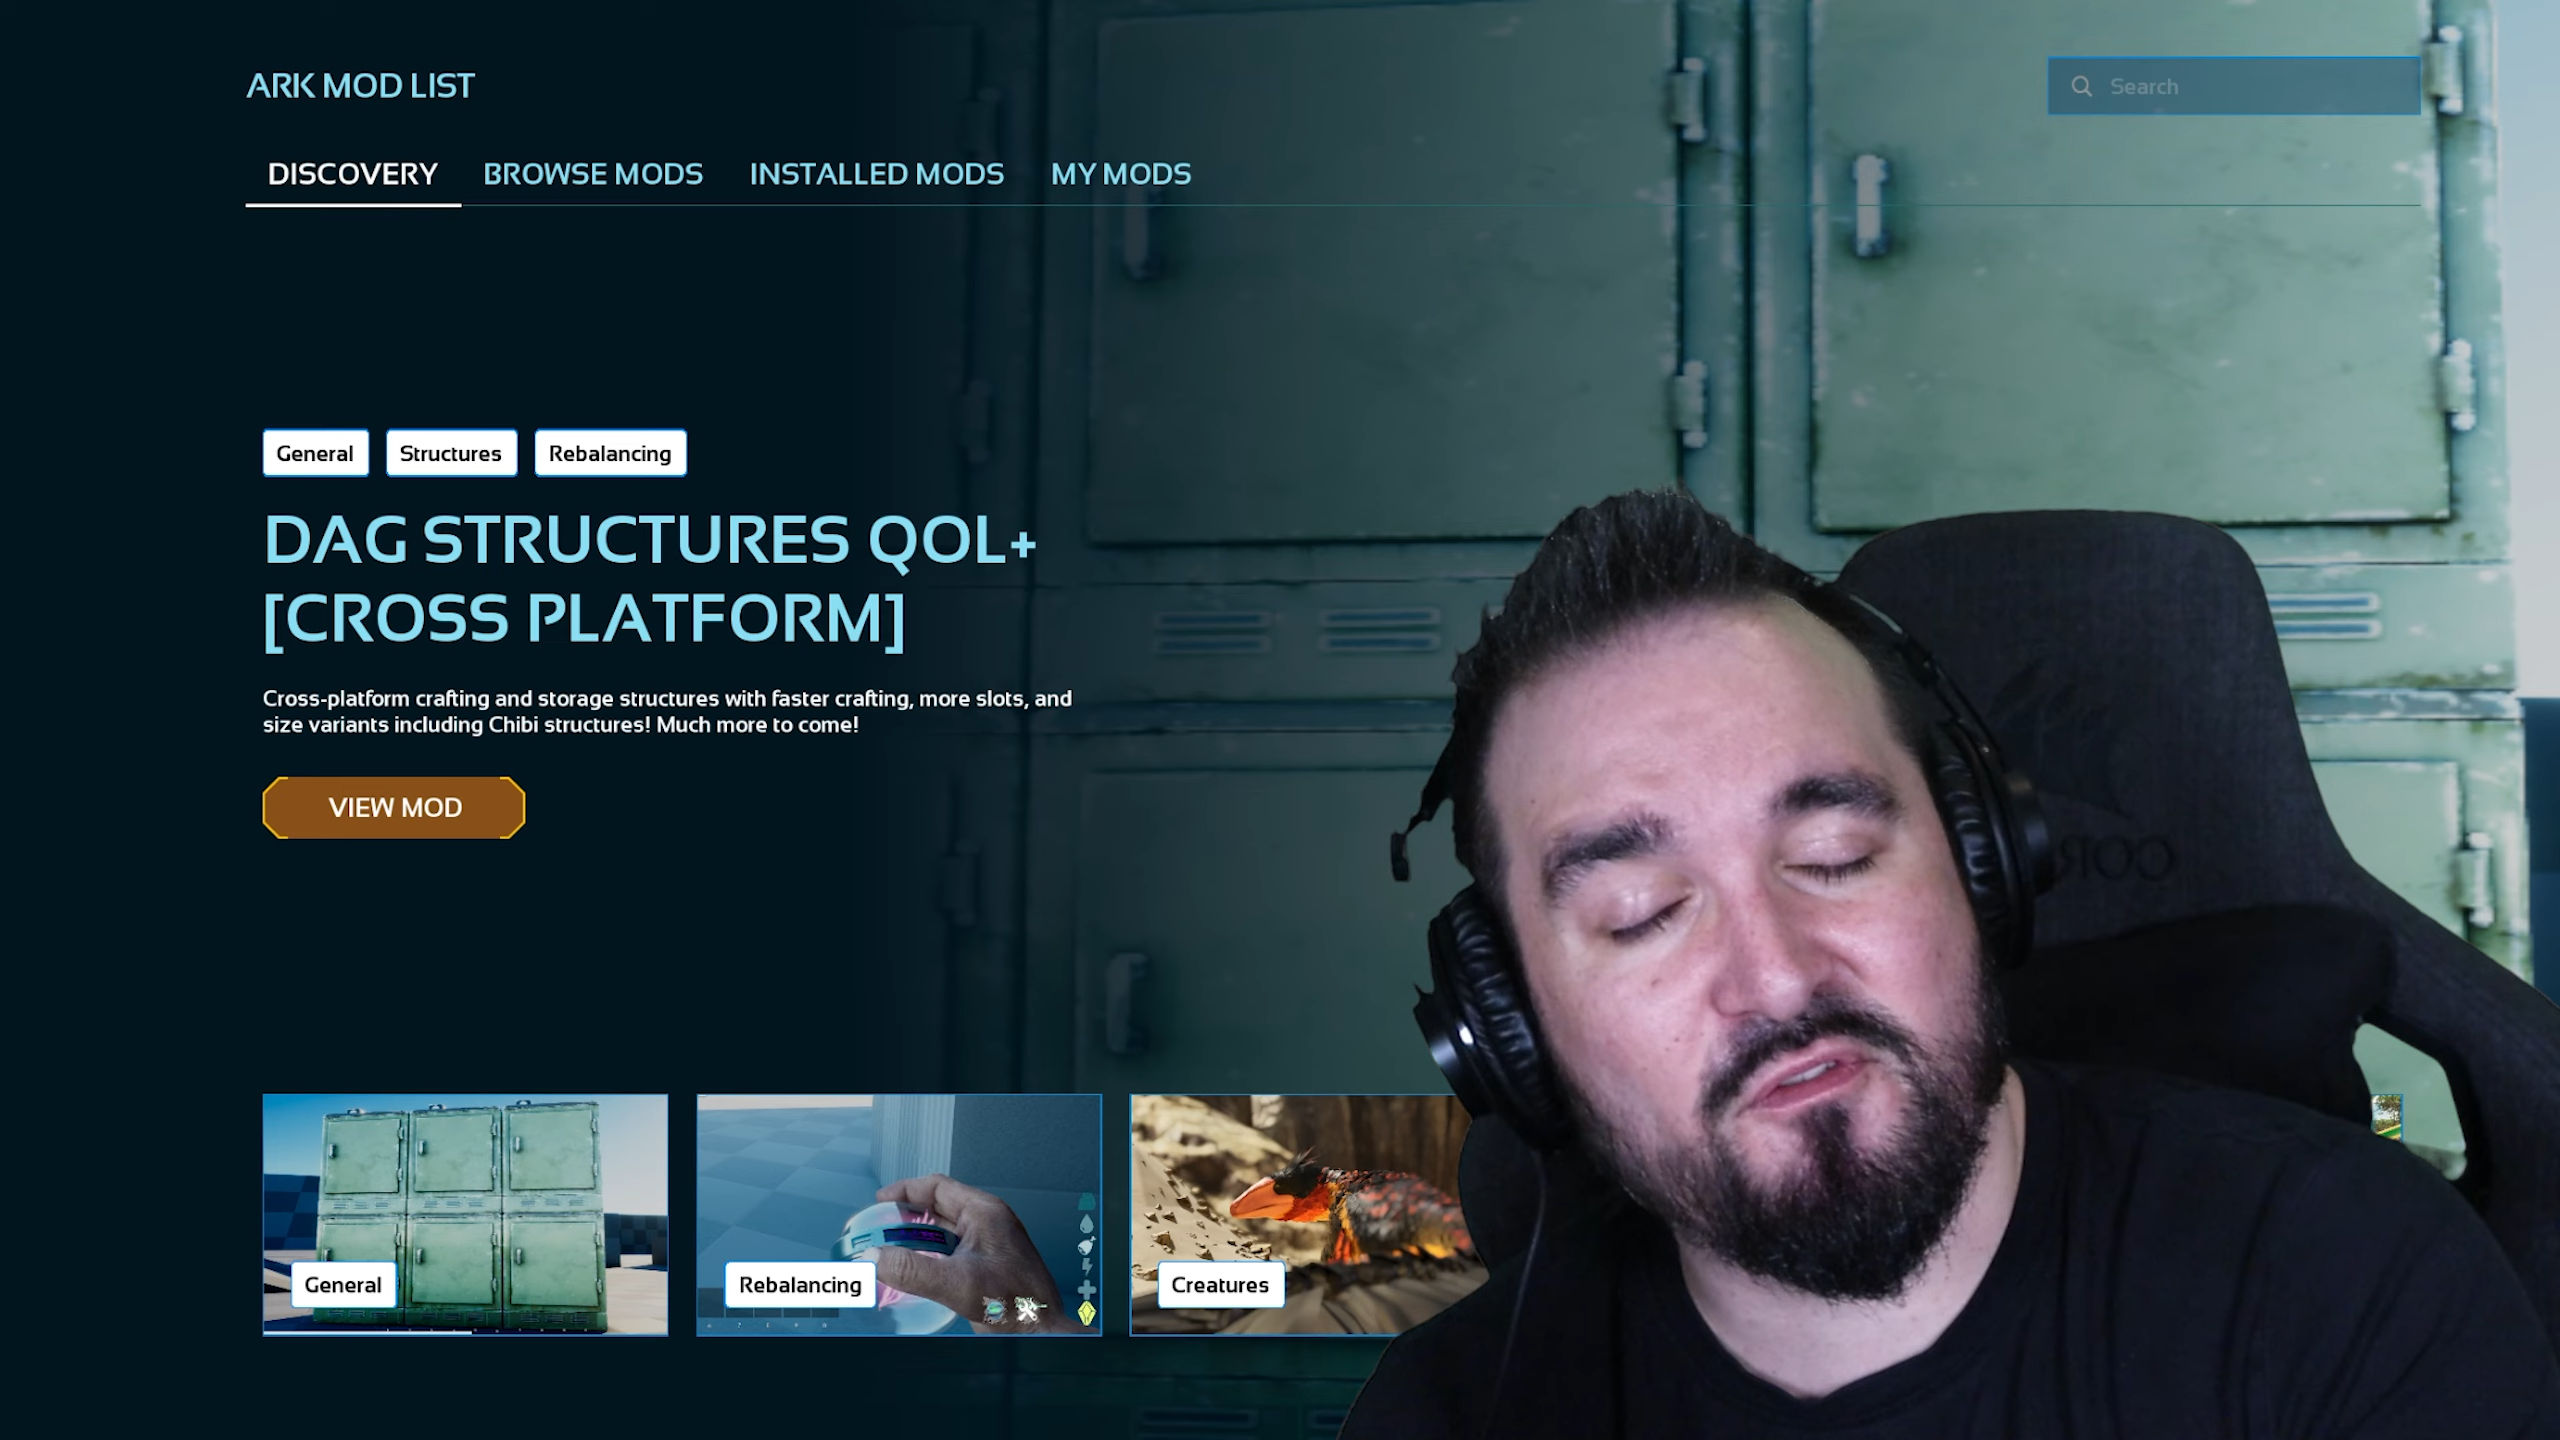 ARK MOD LIST
Search
DISCOVERY BROWSE MODS INSTALLED MODS MY MODS
General Structures Rebalancing
DAG STRUCTURES QOL+
[CROSS PLATFORM]
Cross-platform crafting and storage structures with faster crafting, more slots, and
size variants including Chibi structures! Much more to come!
VIEW MOD
General
Rebalancing
Creatures